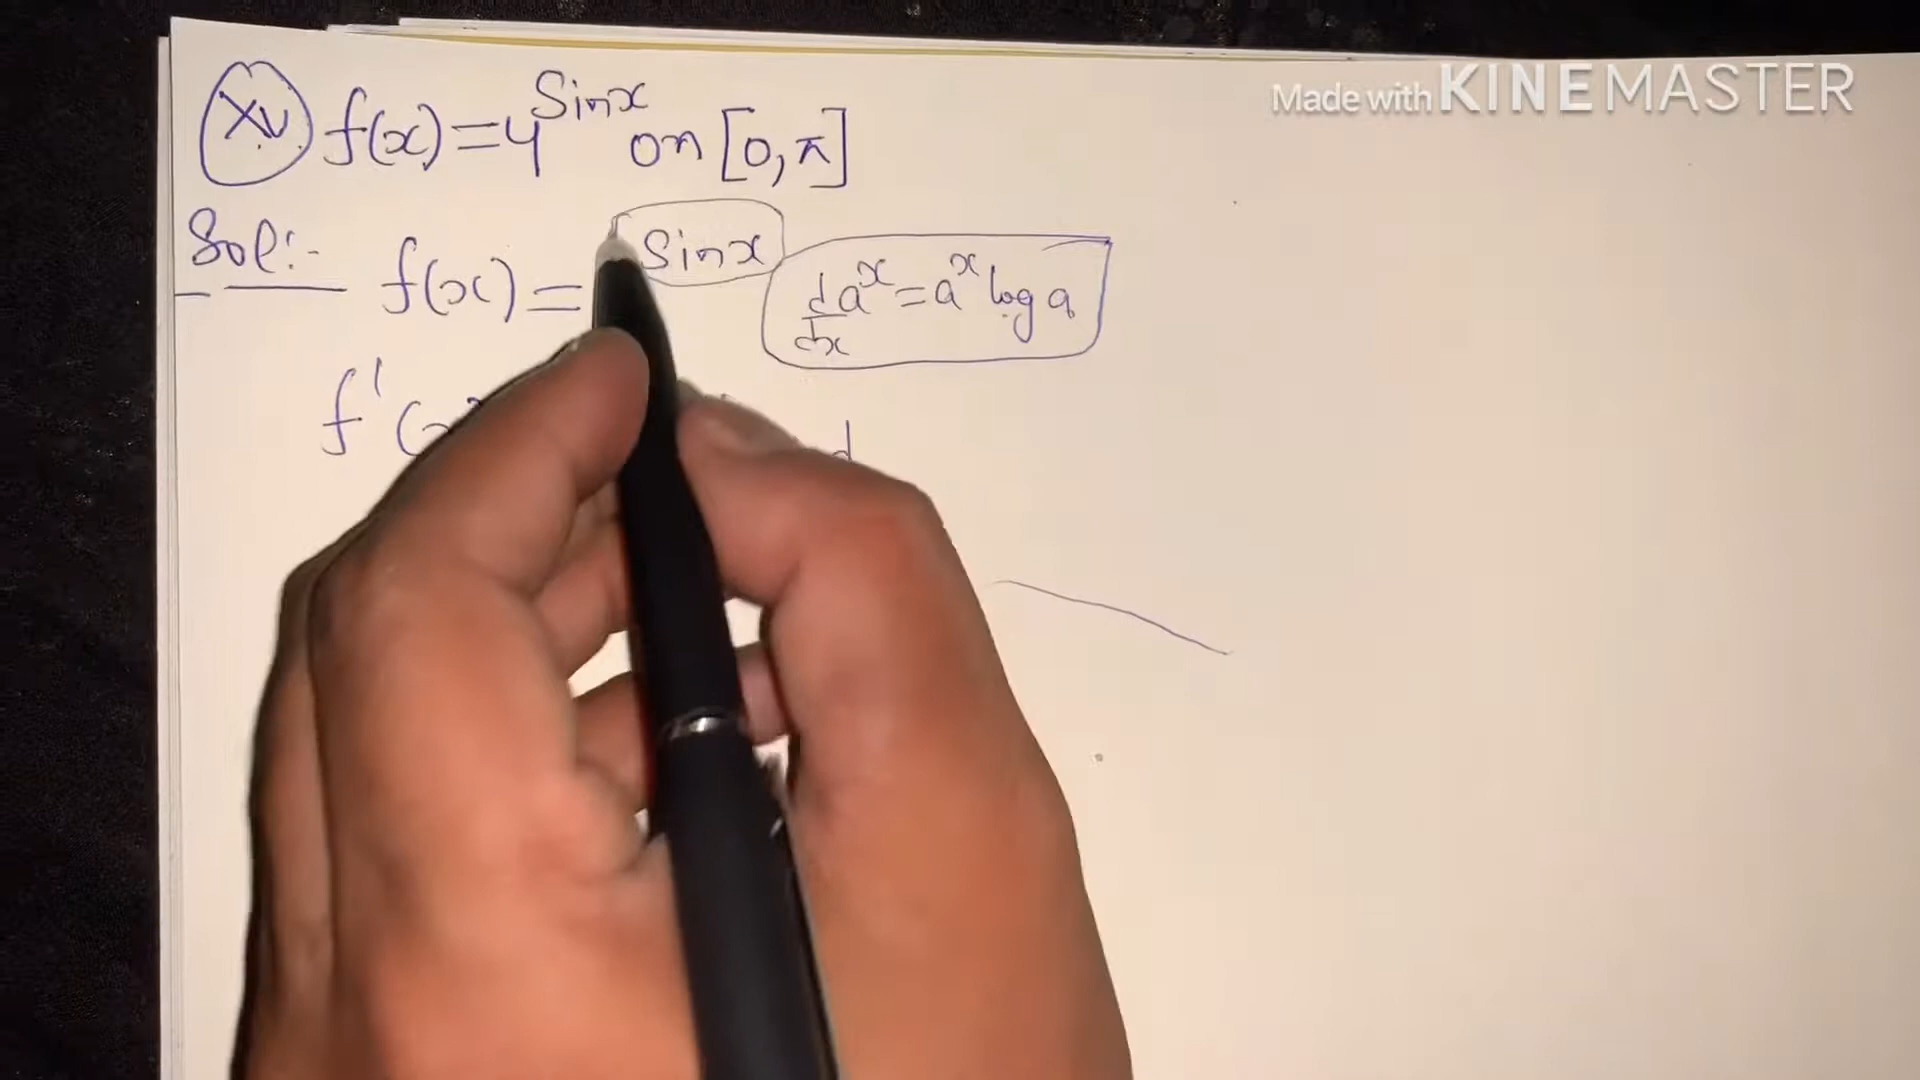 Made with KINEMASTER
XV f(x)=4^Sinx on [0,π]
Sol:- f(x)= Sinx
d/dx a^x = a^x log a
f'(x
d